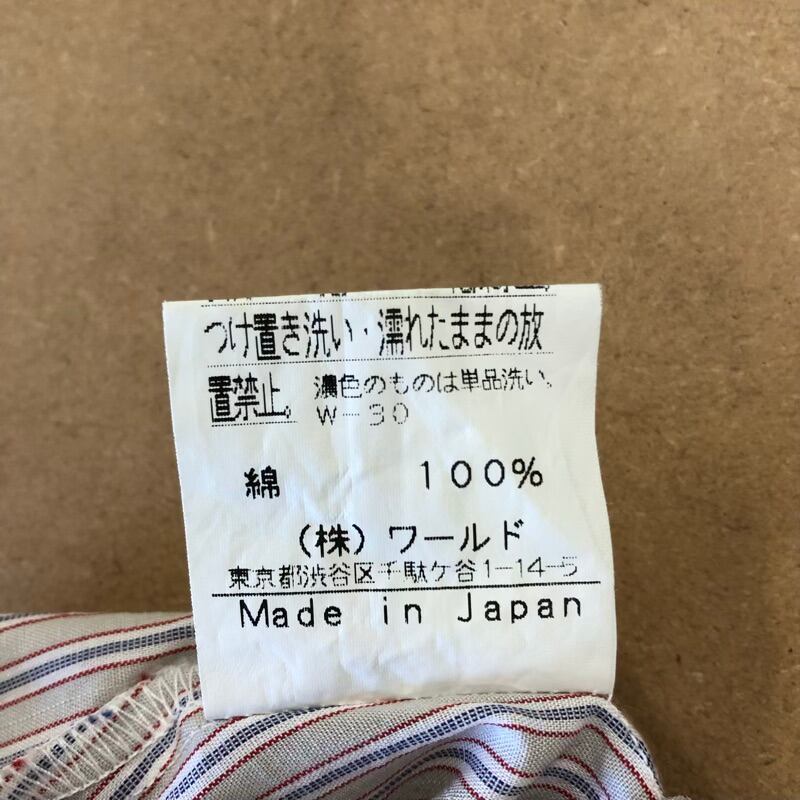 つけ置き洗い・濡れたままの放
置禁止。濃色のものは単品洗い。
W-30
綿 100%
(株)ワールド
東京都渋谷区千駄ケ谷1-14-5
Made in Japan